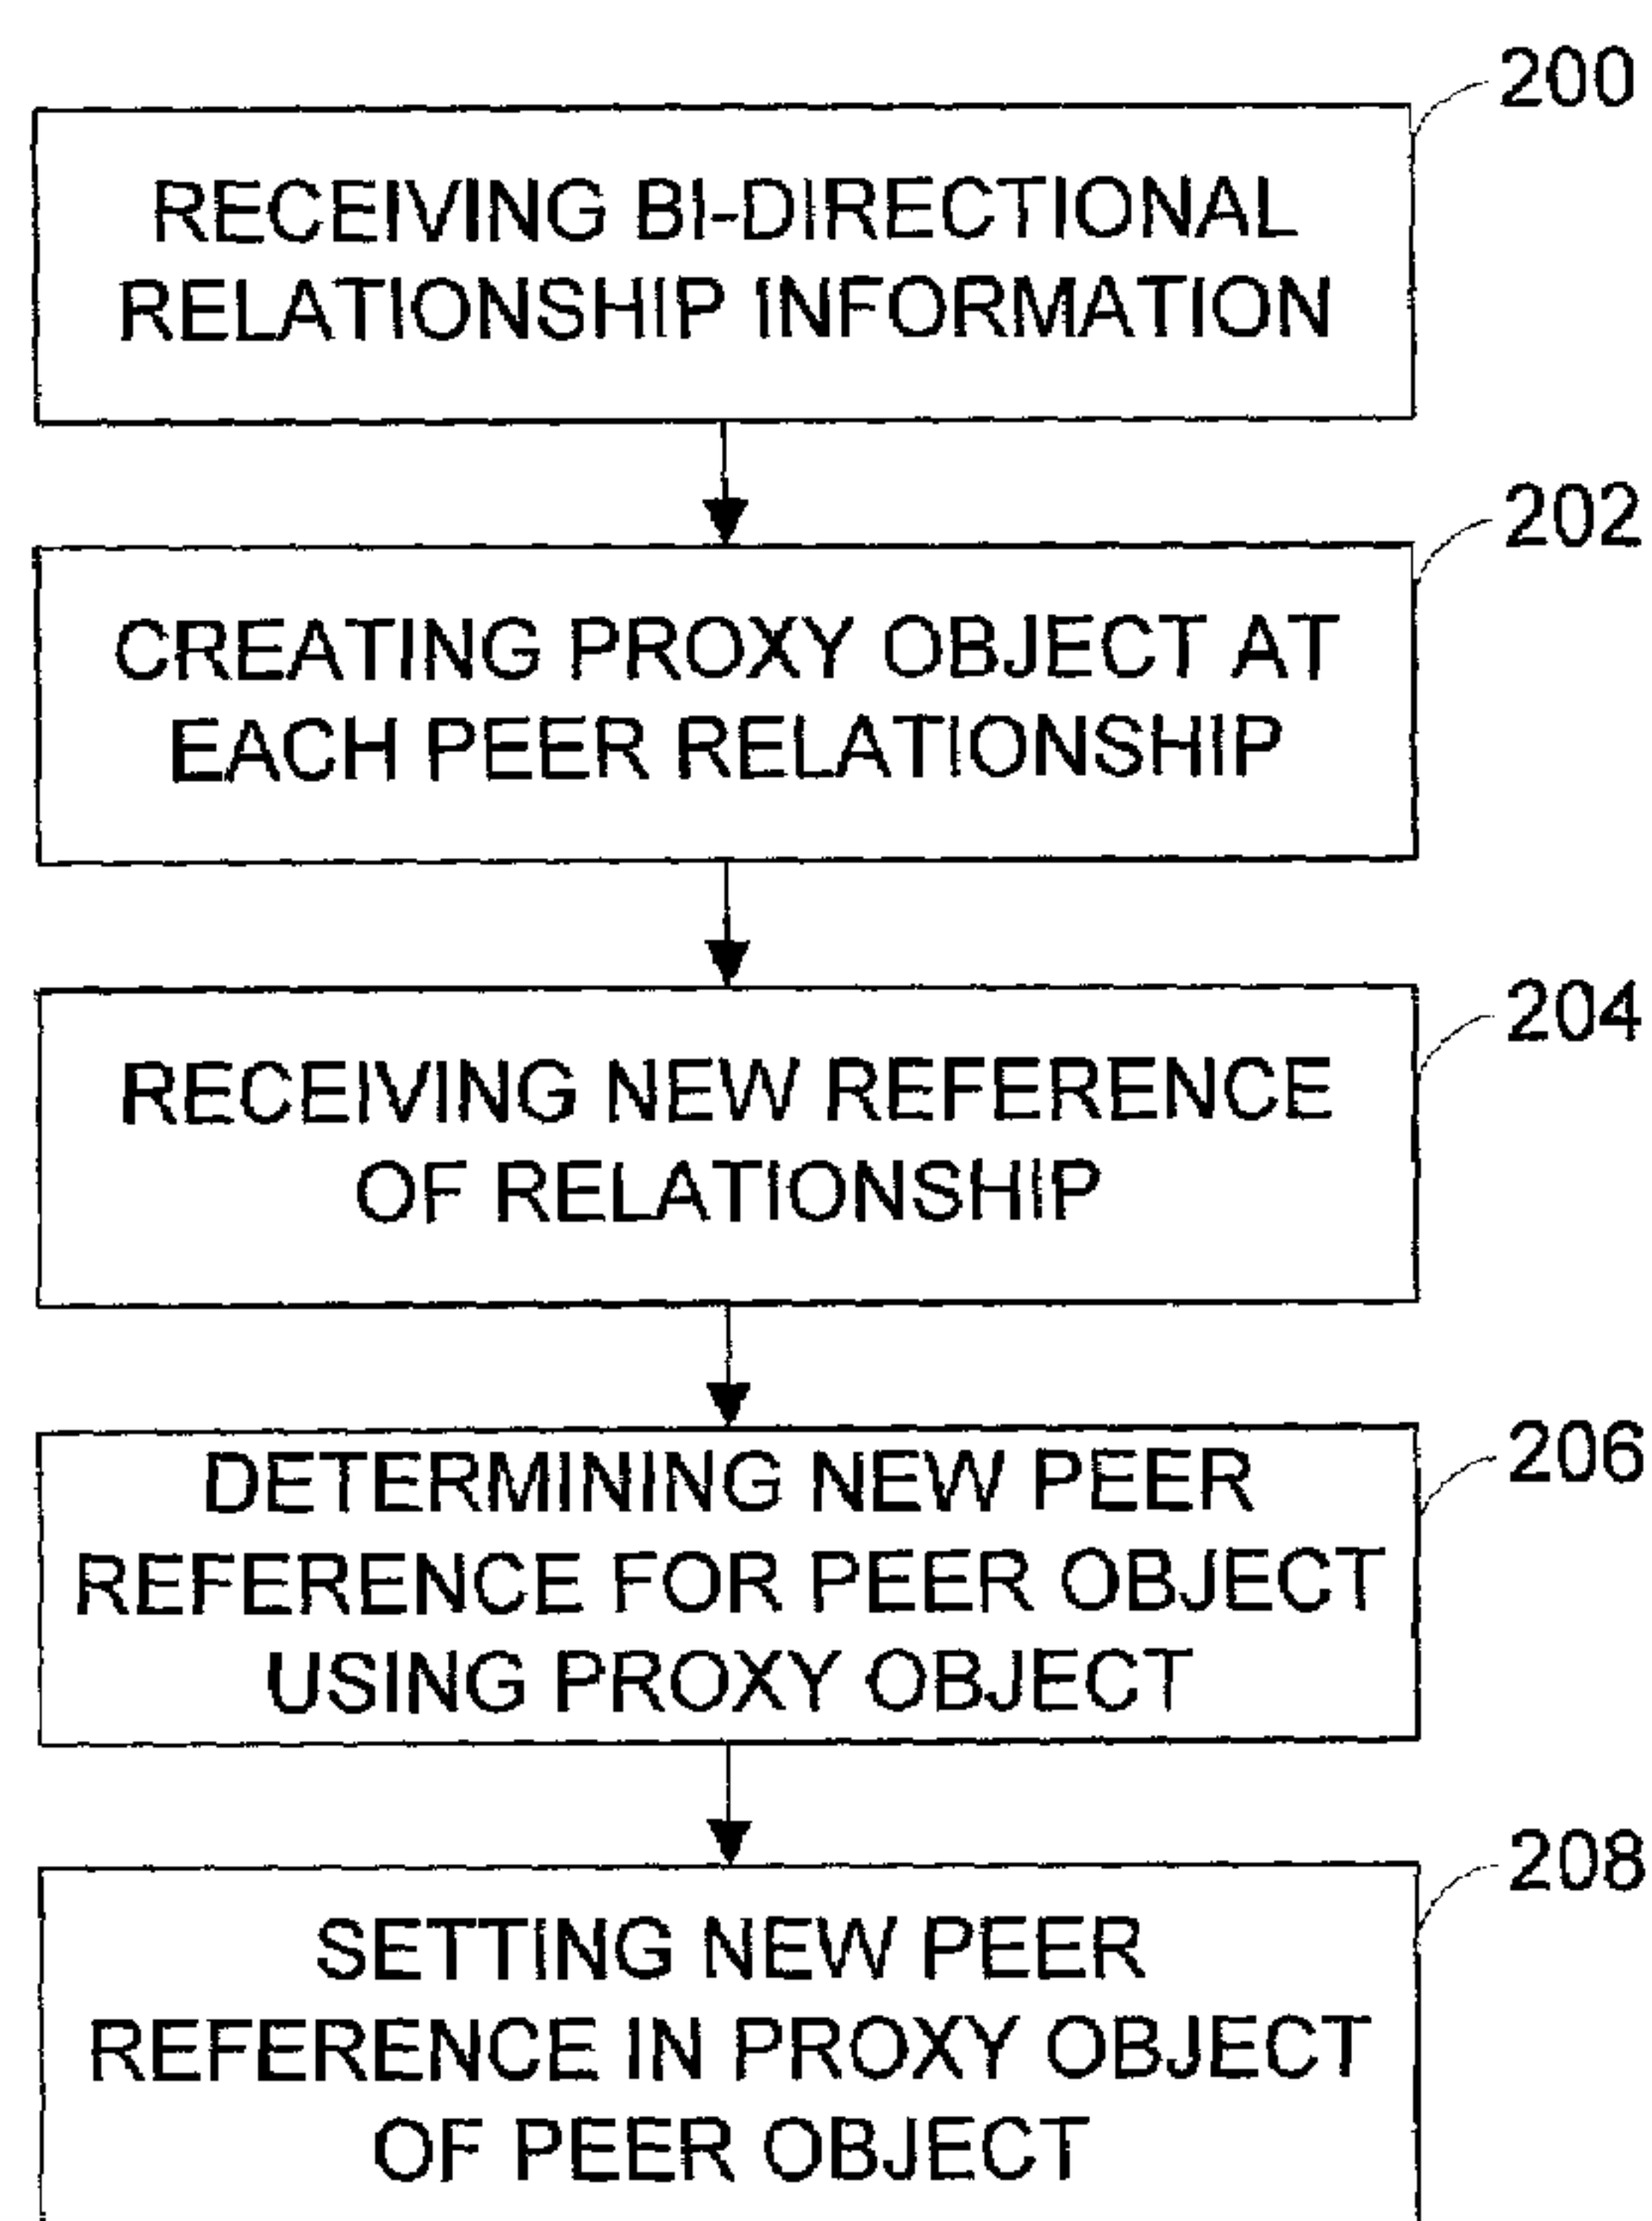 200
RECEIVING BI-DIRECTIONAL
RELATIONSHIP INFORMATION
202
CREATING PROXY OBJECT AT
EACH PEER RELATIONSHIP
204
RECEIVING NEW REFERENCE
OF RELATIONSHIP
206
DETERMINING NEW PEER
REFERENCE FOR PEER OBJECT
USING PROXY OBJECT
208
SETTING NEW PEER
REFERENCE IN PROXY OBJECT
OF PEER OBJECT